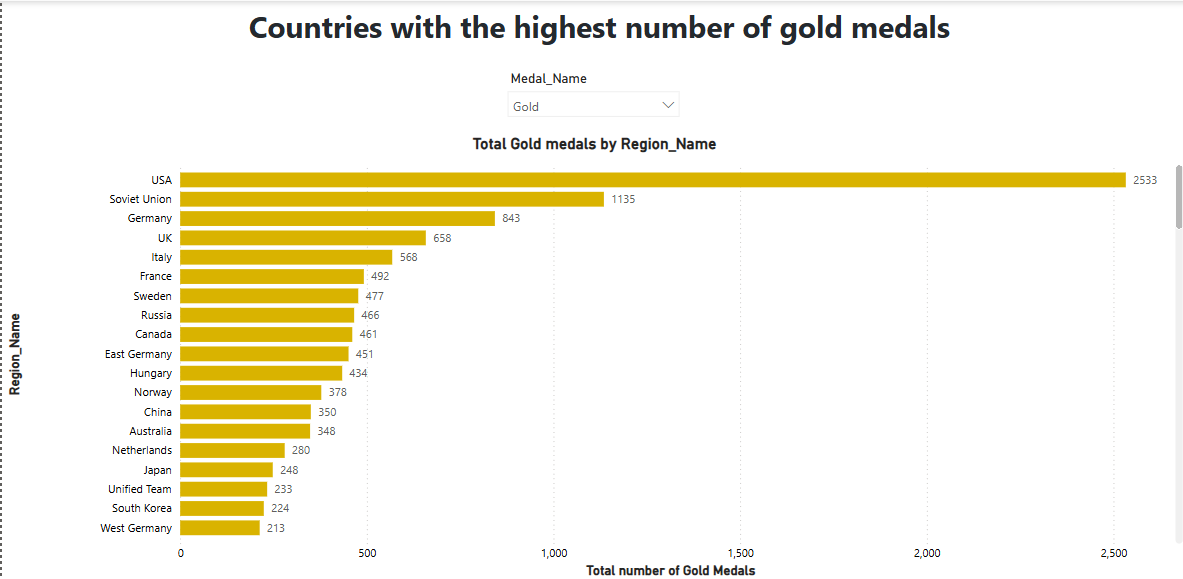 Countries with the highest number of gold medals
Medal_Name
Gold
Total Gold medals by Region_Name
Region_Name
USA 2533
Soviet Union 1135
Germany 843
UK 658
Italy 568
France 492
Sweden 477
Russia 466
Canada 461
East Germany 451
Hungary 434
Norway 378
China 350
Australia 348
Netherlands 280
Japan 248
Unified Team 233
South Korea 224
West Germany 213
0 500 1,000 1,500 2,000 2,500
Total number of Gold Medals